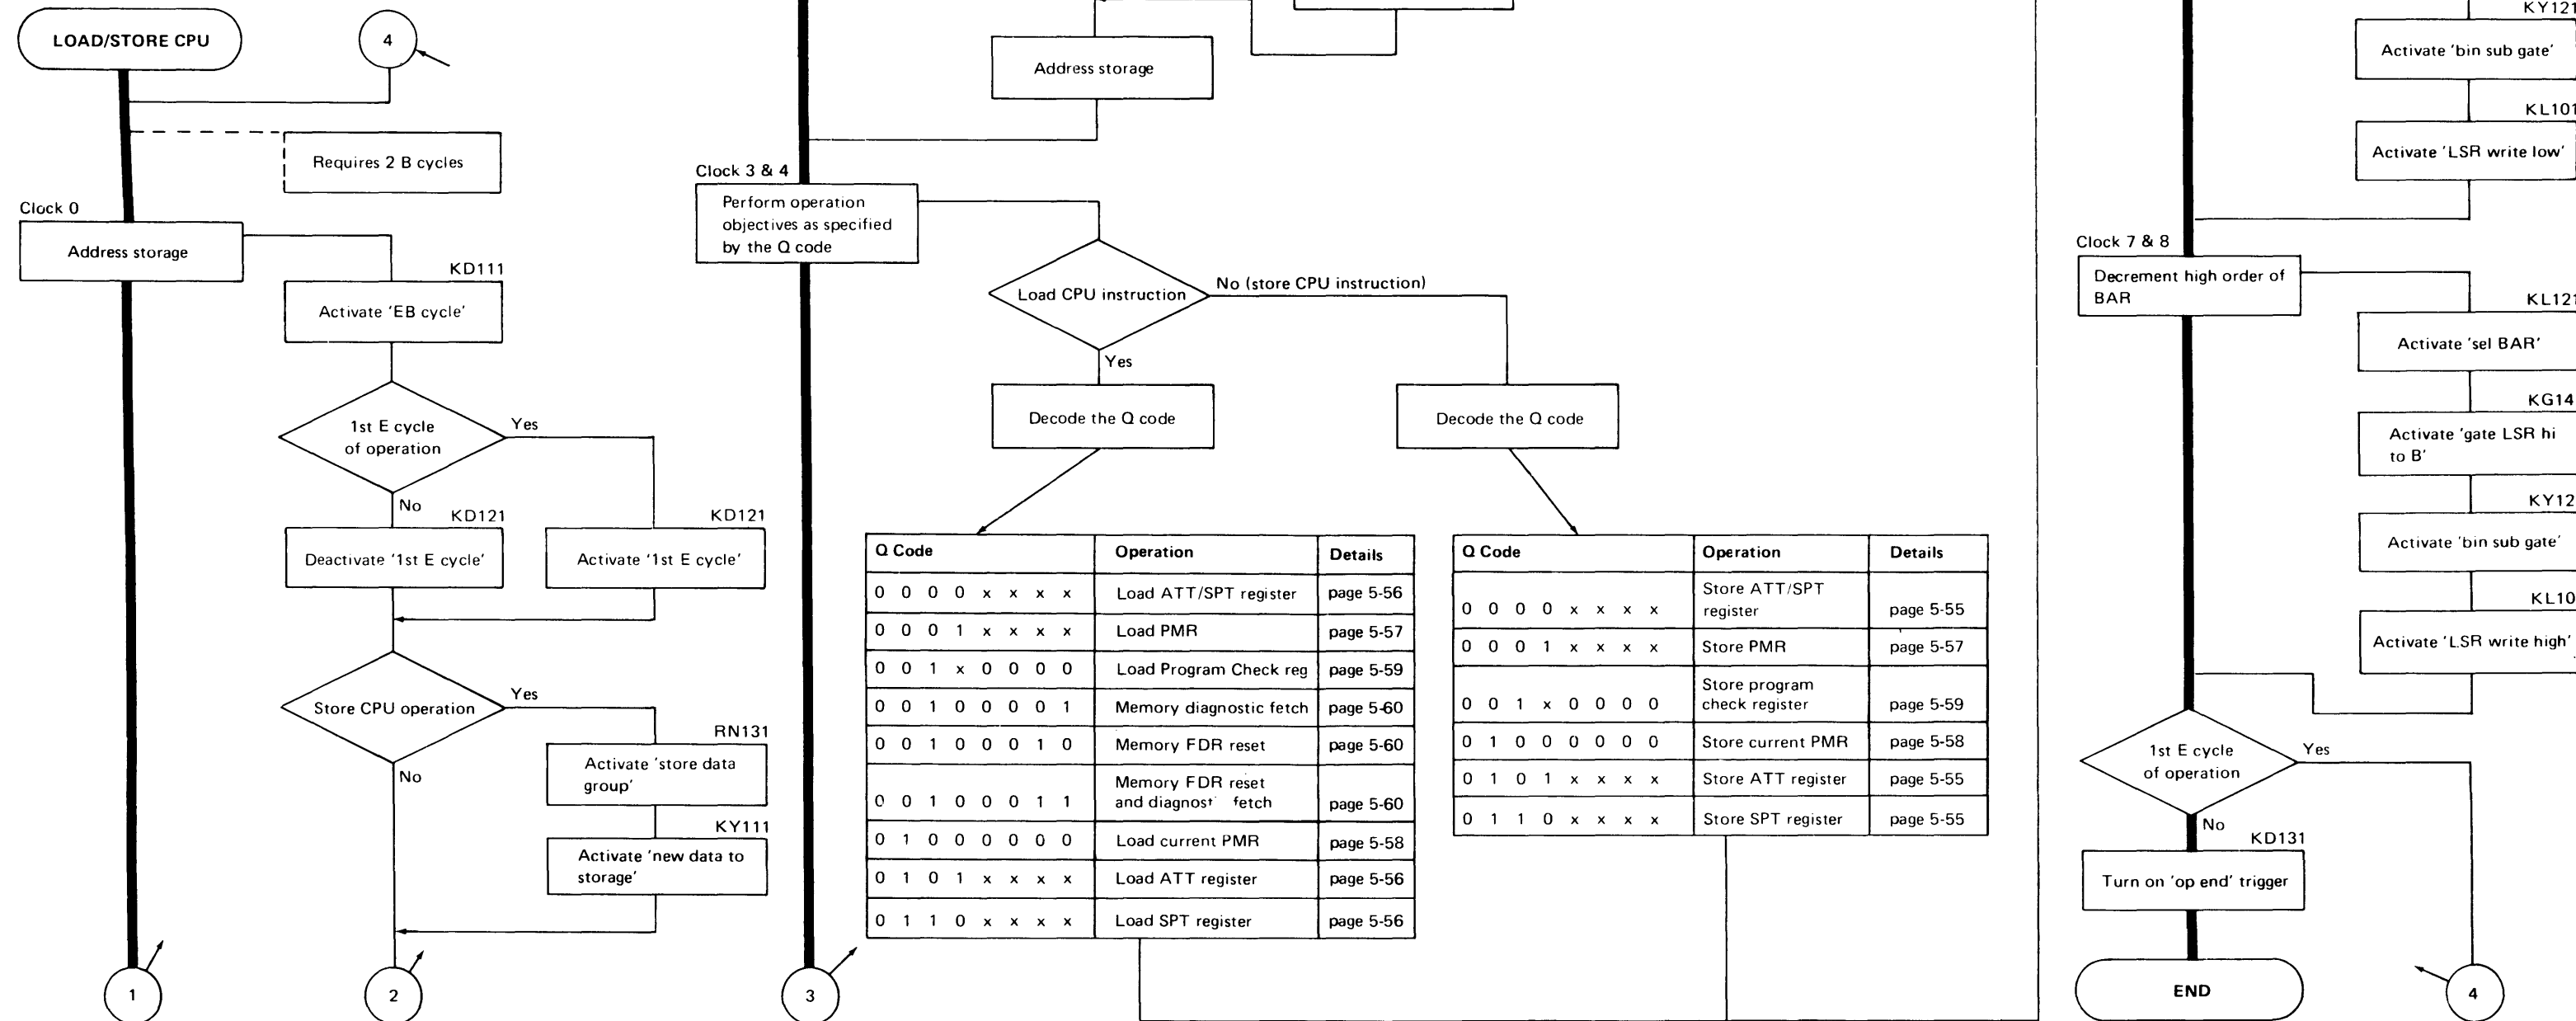 LOAD/STORE CPU
4
Requires 2 B cycles
Clock 0
Address storage
KD111
Activate 'EB cycle'
1st E cycle
of operation
Yes
No
KD121
Deactivate '1st E cycle'
KD121
Activate '1st E cycle'
Store CPU operation
Yes
No
RN131
Activate 'store data
group'
KY111
Activate 'new data to
storage'
1
2
Address storage
Clock 3 & 4
Perform operation
objectives as specified
by the Q code
Load CPU instruction
No (store CPU instruction)
Yes
Decode the Q code
Decode the Q code
Q Code Operation Details
0 0 0 0 x x x x Load ATT/SPT register page 5-56
0 0 0 1 x x x x Load PMR page 5-57
0 0 1 x 0 0 0 0 Load Program Check reg page 5-59
0 0 1 0 0 0 0 1 Memory diagnostic fetch page 5-60
0 0 1 0 0 0 1 0 Memory FDR reset page 5-60
Memory FDR reset
0 0 1 0 0 0 1 1 and diagnost fetch page 5-60
0 1 0 0 0 0 0 0 Load current PMR page 5-58
0 1 0 1 x x x x Load ATT register page 5-56
0 1 1 0 x x x x Load SPT register page 5-56
3
Q Code Operation Details
Store ATT/SPT
0 0 0 0 x x x x register page 5-55
0 0 0 1 x x x x Store PMR page 5-57
Store program
0 0 1 x 0 0 0 0 check register page 5-59
0 1 0 0 0 0 0 0 Store current PMR page 5-58
0 1 0 1 x x x x Store ATT register page 5-55
0 1 1 0 x x x x Store SPT register page 5-55
KY121
Activate 'bin sub gate'
KL101
Activate 'LSR write low'
Clock 7 & 8
Decrement high order of
BAR
KL121
Activate 'sel BAR'
KG14
Activate 'gate LSR hi
to B'
KY12
Activate 'bin sub gate'
KL10
Activate 'LSR write high'
1st E cycle
of operation
Yes
No
KD131
Turn on 'op end' trigger
END
4